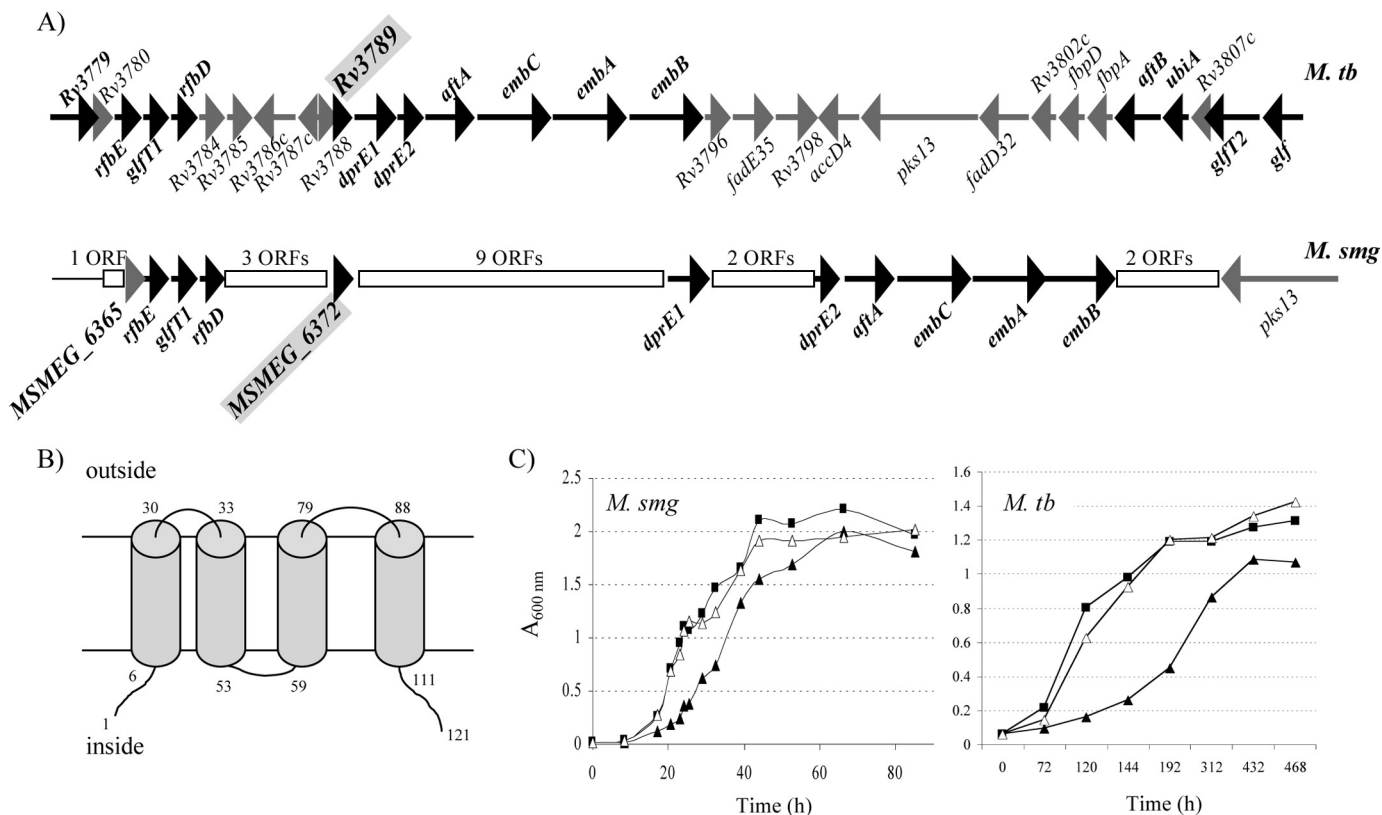 A)
Rv3779
Rv3780
rfbD
Rv3789
aftA
embC
embA
embB
Rv3802c
fbpD
fbpA
aftB
ubiA
Rv3807c
M. tb
rfbE
glfT1
Rv3784
Rv3785
Rv3786c
Rv3787c
Rv3788
dprE1
dprE2
Rv3796
fadE35
Rv3798
accD4
pks13
fadD32
glfT2
glf
1 ORF
3 ORFs
9 ORFs
2 ORFs
2 ORFs
M. smg
MSMEG_6365
rfbE
glfT1
rfbD
MSMEG_6372
dprE1
dprE2
aftA
embC
embA
embB
pks13
B)
outside
30
33
79
88
6
53
59
111
1
121
inside
C)
M. smg
A600 nm
2.5
2
1.5
1
0.5
0
0
20
40
60
80
Time (h)
M. tb
1.6
1.4
1.2
1
0.8
0.6
0.4
0.2
0
0
72
120
144
192
312
432
468
Time (h)